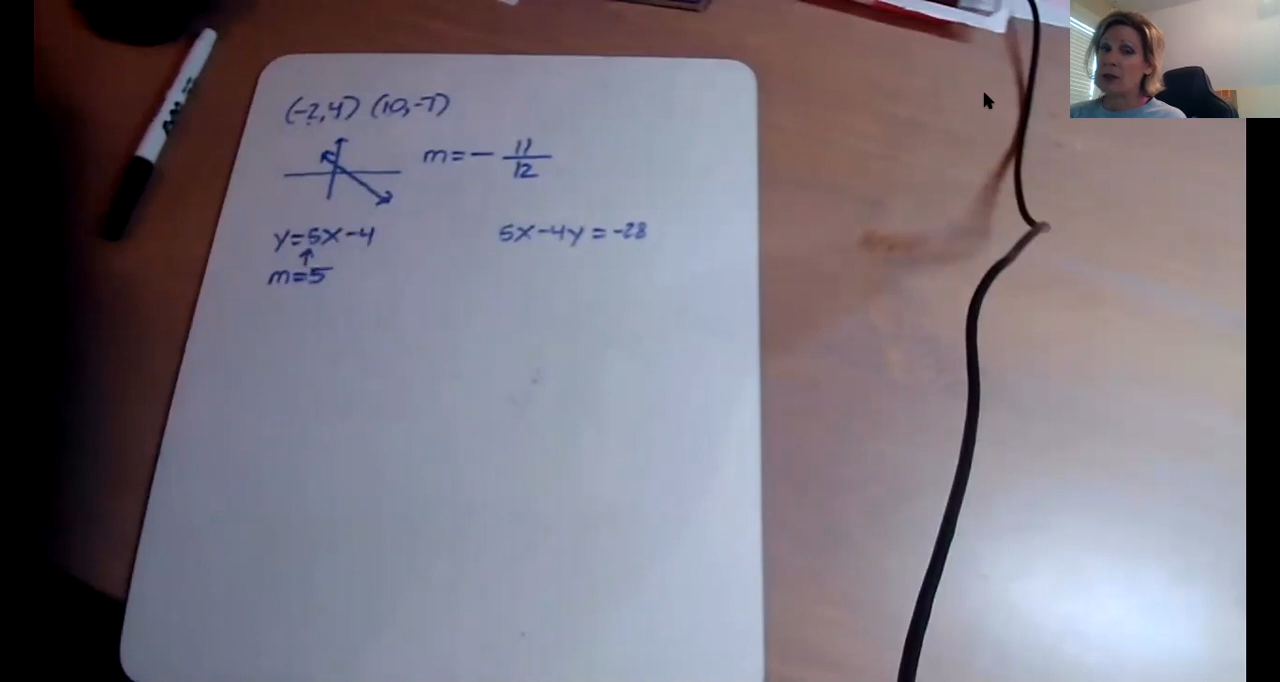 (-2,4) (10,-7)
m = - 11/12
y=5x-4 5x-4y=-28
m=5